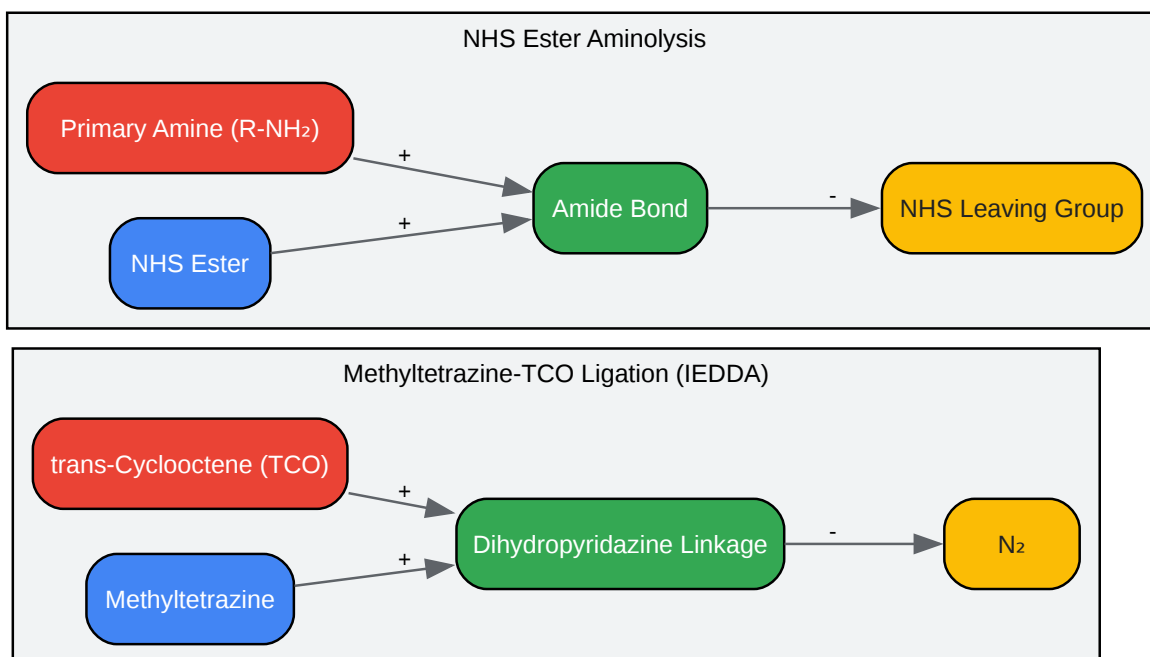 NHS Ester Aminolysis
Primary Amine (R-NH₂)
+
+
NHS Ester
Amide Bond
-
NHS Leaving Group
Methyltetrazine-TCO Ligation (IEDDA)
trans-Cyclooctene (TCO)
+
+
Methyltetrazine
Dihydropyridazine Linkage
-
N₂